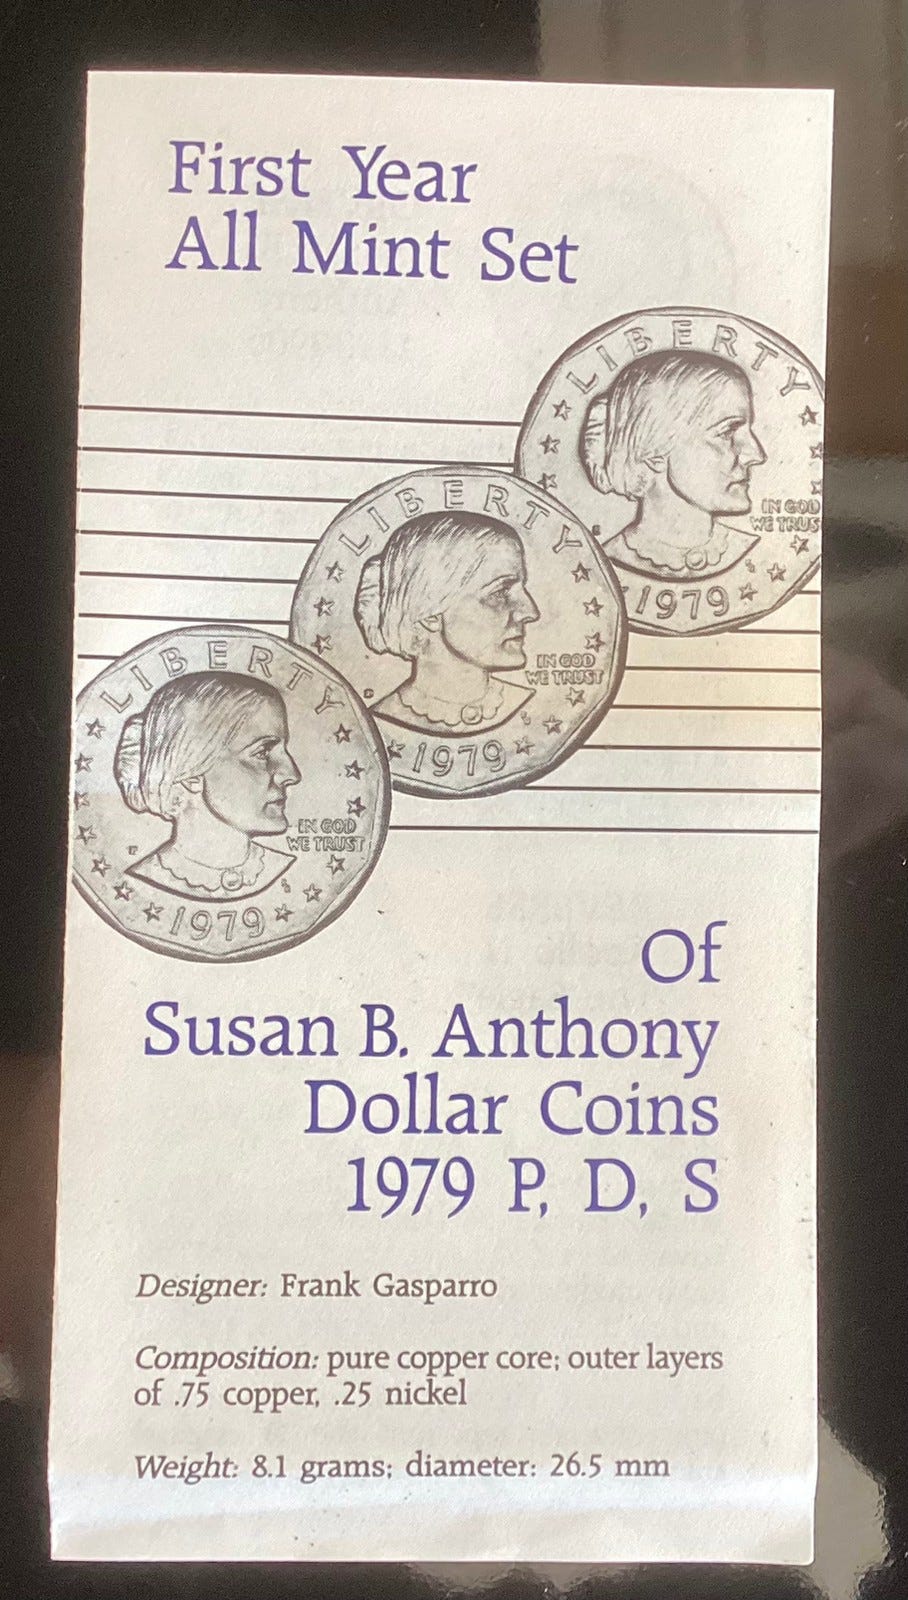 First Year
All Mint Set
LIBERTY
IN GOD
WE TRUS
1979
LIBERTY
IN GOD
WE TRUST
D
1979
LIBERTY
IN GOD
WE TRUST
P
1979
Of
Susan B. Anthony
Dollar Coins
1979 P, D, S
Designer: Frank Gasparro
Composition: pure copper core; outer layers
of .75 copper, .25 nickel
Weight: 8.1 grams; diameter: 26.5 mm